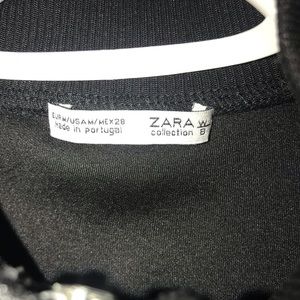 EUR M/USA M/MEX 28
Made in portugal
ZARA W
collection B